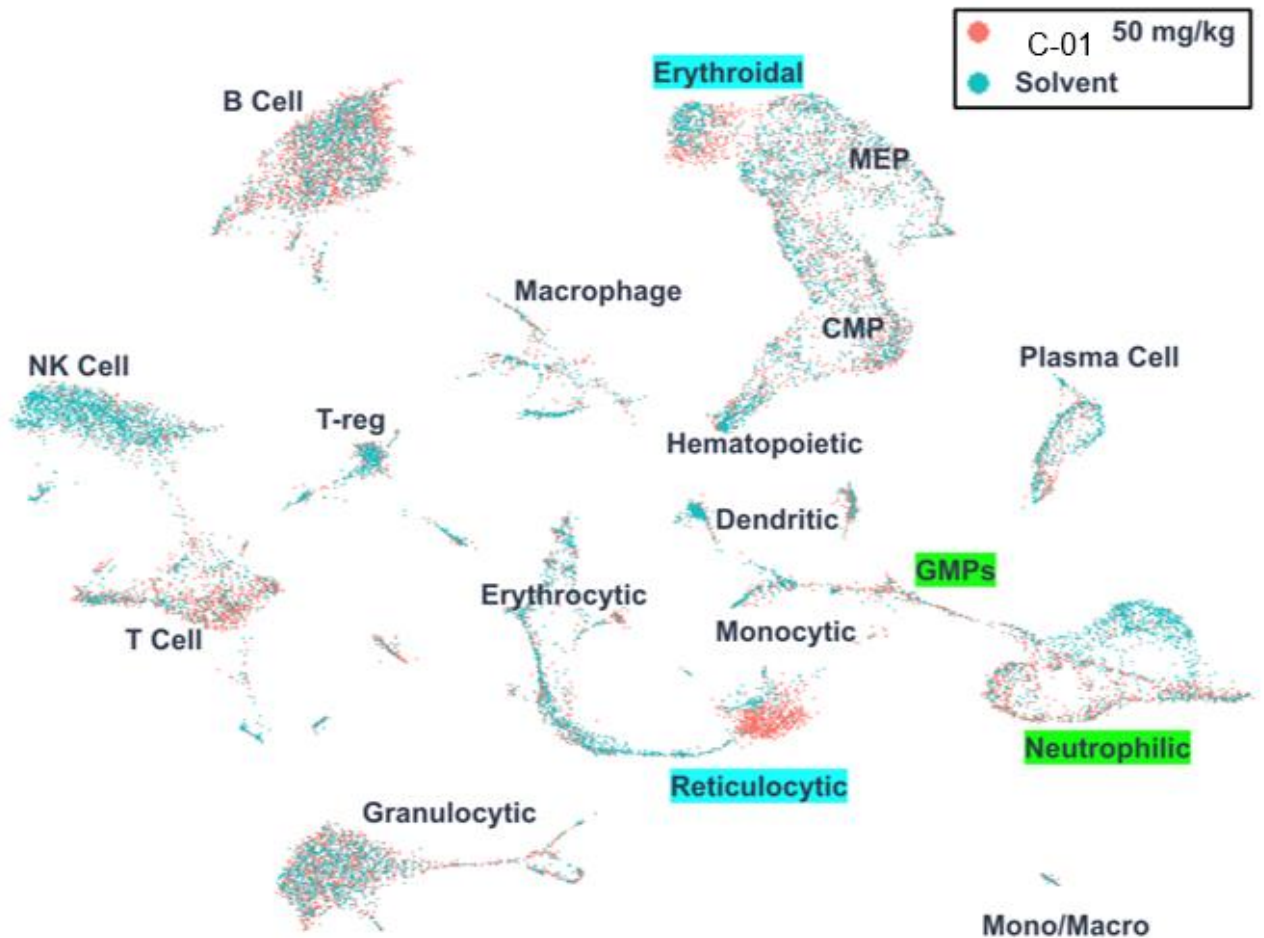 C-01 50 mg/kg
Solvent
Erythroidal
B Cell
MEP
Macrophage
CMP
Plasma Cell
NK Cell
T-reg
Hematopoietic
Dendritic
GMPs
Erythrocytic
Monocytic
T Cell
Neutrophilic
Reticulocytic
Granulocytic
Mono/Macro